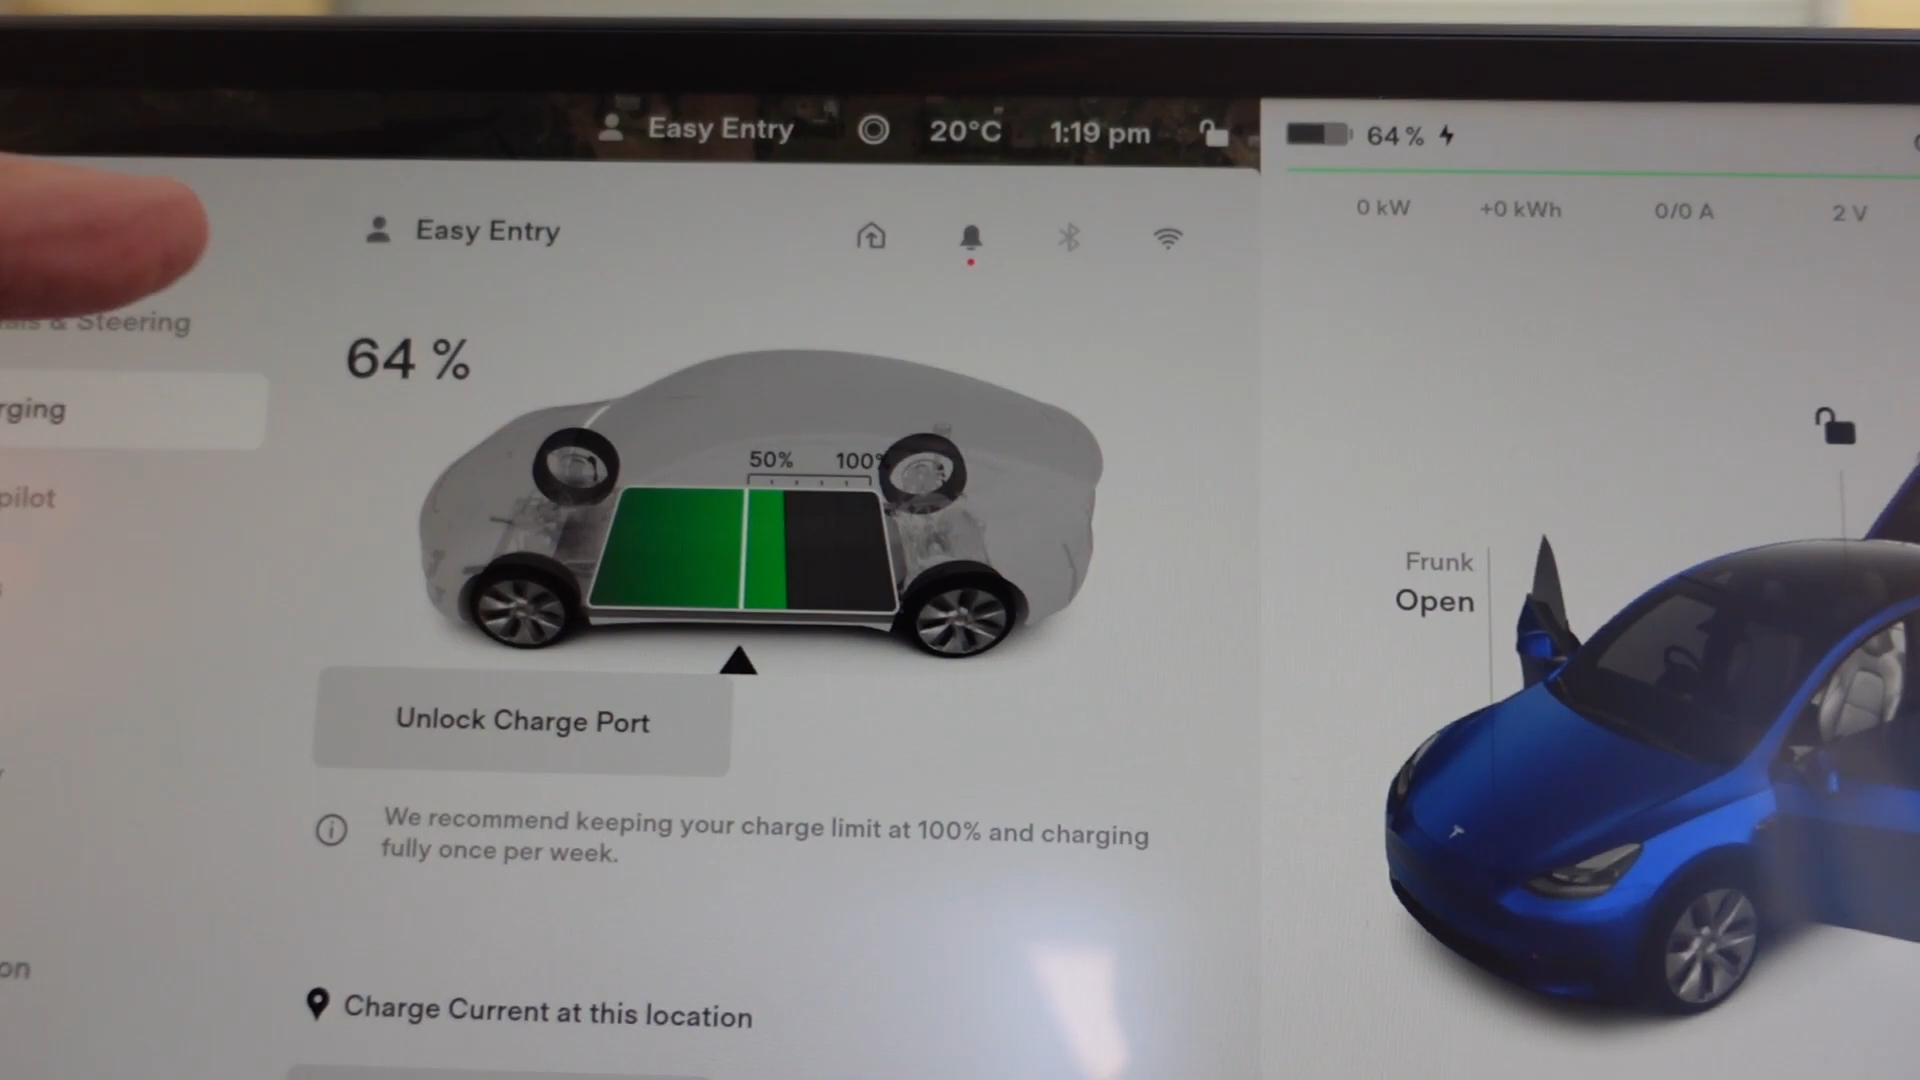 Easy Entry 20°C 1:19 pm
64 %
0 kW +0 kWh 0/0 A 2 V
Easy Entry
& Steering
64 %
rging
50% 100%
pilot
Frunk
Open
Unlock Charge Port
We recommend keeping your charge limit at 100% and charging
fully once per week.
on
Charge Current at this location